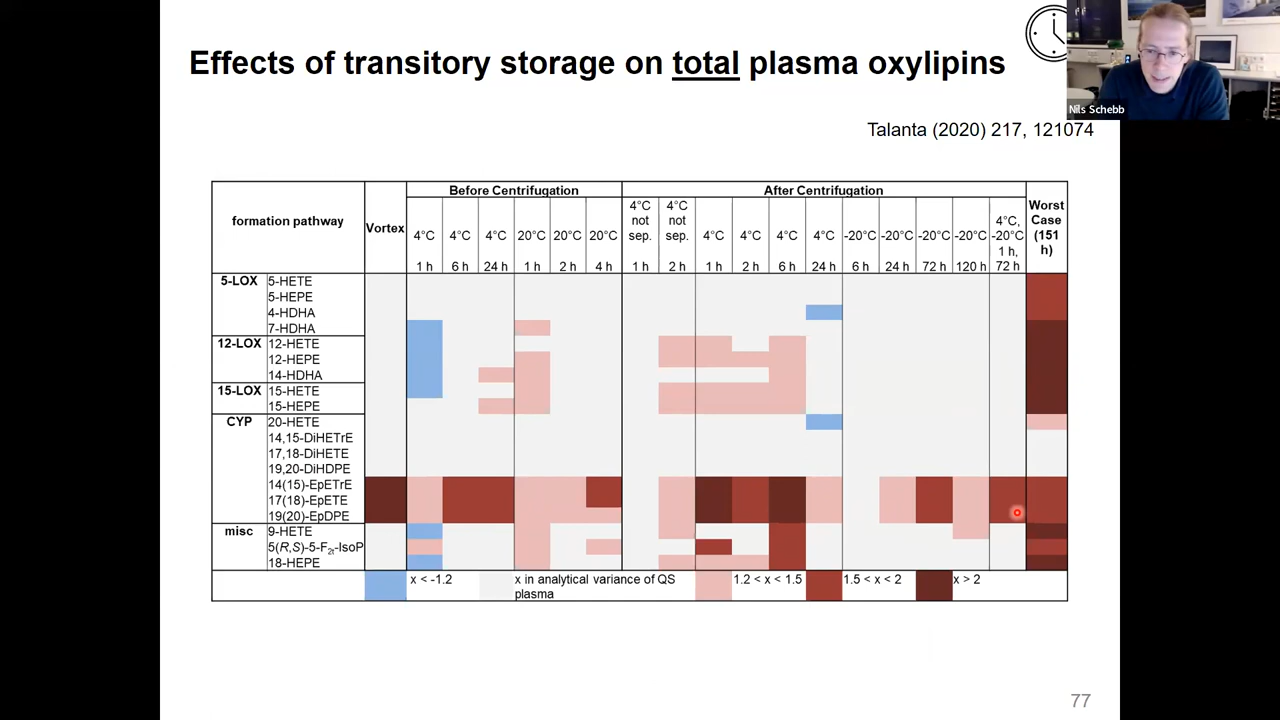 Effects of transitory storage on total plasma oxylipins
Nils Schebb
Talanta (2020) 217, 121074
formation pathway
Vortex
Before Centrifugation
After Centrifugation
Worst Case (151 h)
4°C 1 h
4°C 6 h
4°C 24 h
20°C 1 h
20°C 2 h
20°C 4 h
4°C not sep. 1 h
4°C not sep. 2 h
4°C 1 h
4°C 2 h
4°C 6 h
4°C 24 h
-20°C 6 h
-20°C 24 h
-20°C 72 h
-20°C 120 h
4°C, -20°C 1 h, 72 h
5-LOX 5-HETE
5-HEPE
4-HDHA
7-HDHA
12-LOX 12-HETE
12-HEPE
14-HDHA
15-LOX 15-HETE
15-HEPE
CYP 20-HETE
14,15-DiHETrE
17,18-DiHETE
19,20-DiHDPE
14(15)-EpETrE
17(18)-EpETE
19(20)-EpDPE
misc 9-HETE
5(R,S)-5-F2t-IsoP
18-HEPE
x < -1.2
x in analytical variance of QS plasma
1.2 < x < 1.5
1.5 < x < 2
x > 2
77